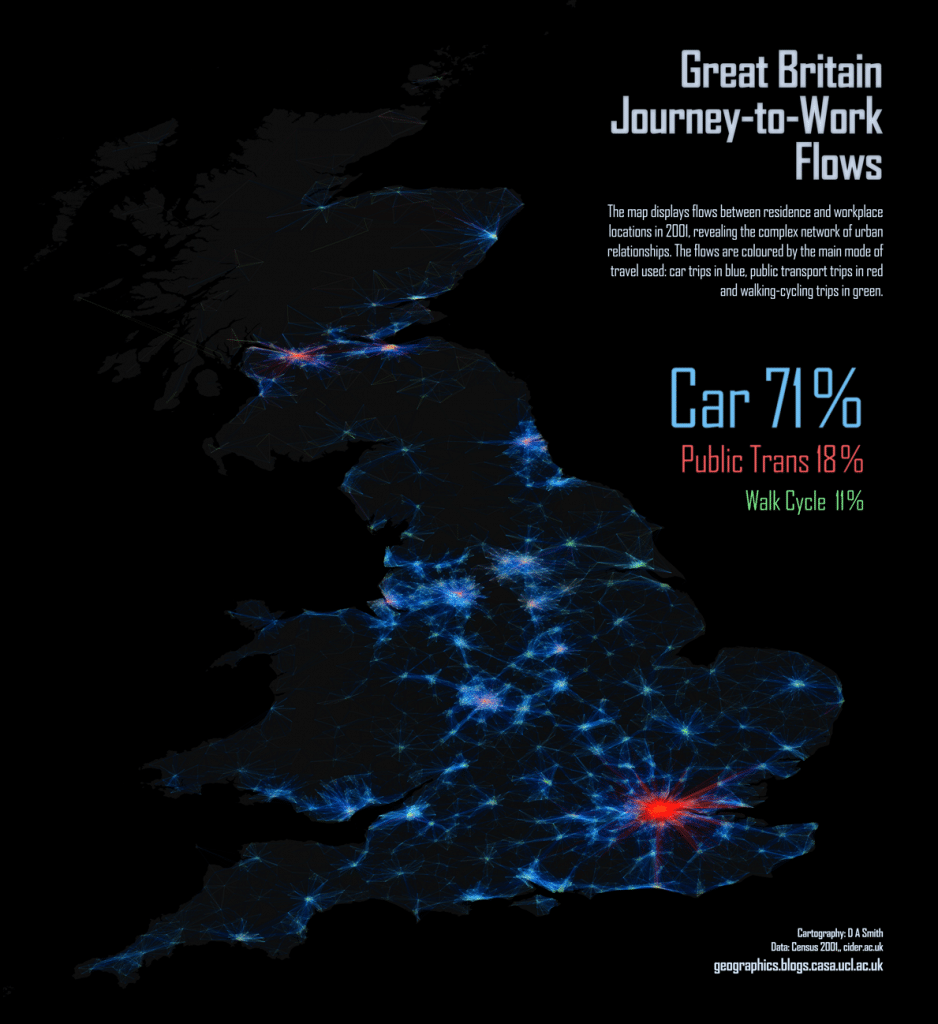 Great Britain
Journey-to-Work
Flows
The map displays flows between residence and workplace
locations in 2001, revealing the complex network of urban
relationships. The flows are coloured by the main mode of
travel used: car trips in blue, public transport trips in red
and walking-cycling trips in green.
Car 71%
Public Trans 18%
Walk Cycle 11%
Cartography: D A Smith
Data: Census 2001,, cider.ac.uk
geographics.blogs.casa.ucl.ac.uk